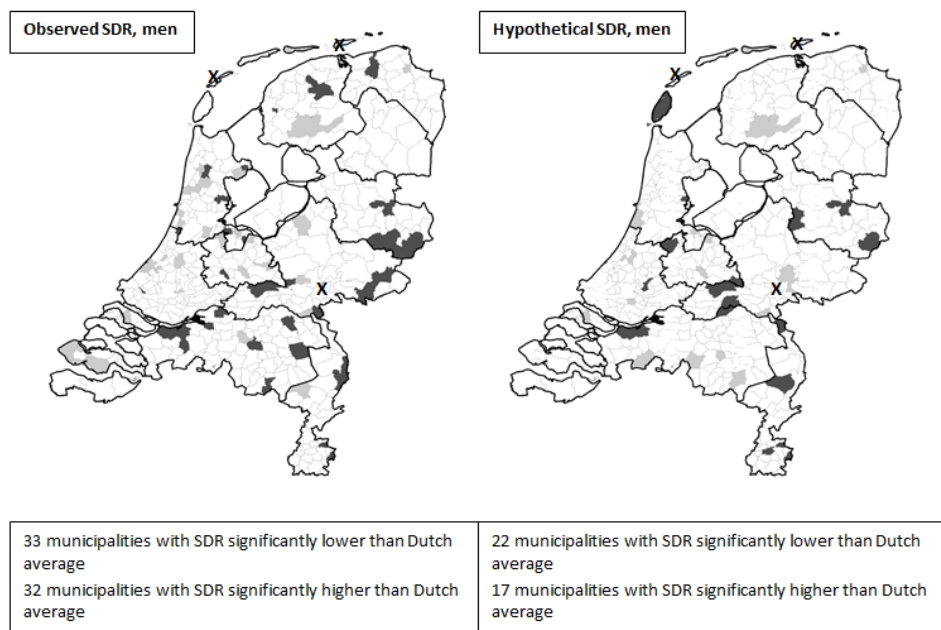 Observed SDR, men
Hypothetical SDR, men
X
X
X
X
X
X
33 municipalities with SDR significantly lower than Dutch
average
32 municipalities with SDR significantly higher than Dutch
average
22 municipalities with SDR significantly lower than Dutch
average
17 municipalities with SDR significantly higher than Dutch
average